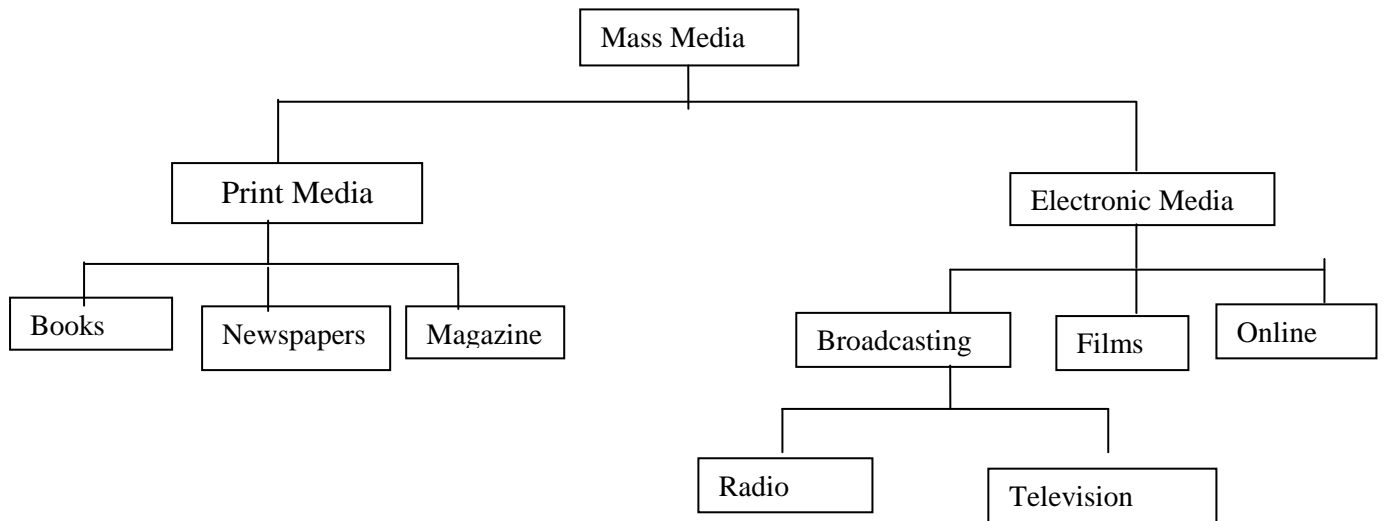 Mass Media
Print Media
Electronic Media
Books
Newspapers
Magazine
Broadcasting
Films
Online
Radio
Television